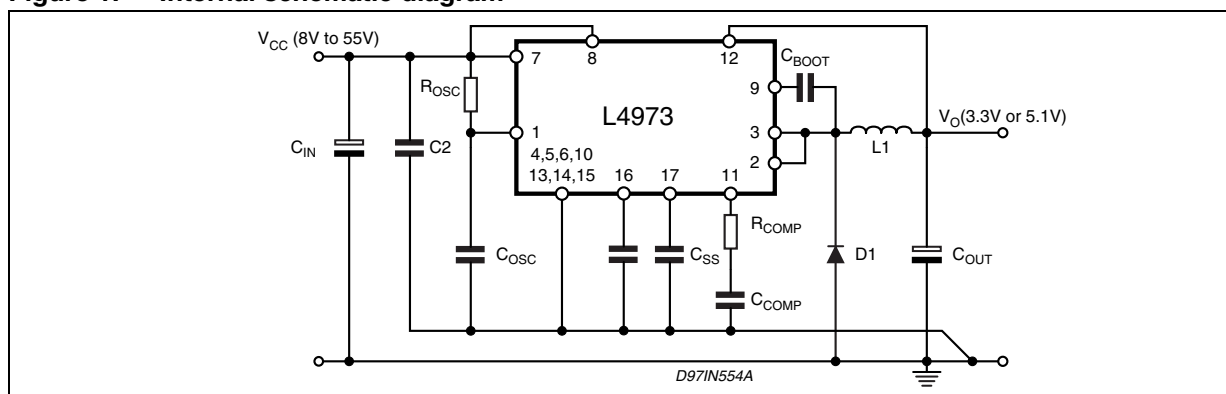 Figure 1. Internal schematic diagram
VCC (8V to 55V)
7
8
12
CBOOT
9
ROSC
L4973
VO(3.3V or 5.1V)
1
3
CIN
C2
4,5,6,10
13,14,15
16
17
11
2
L1
RCOMP
COSC
CSS
D1
COUT
CCOMP
D97IN554A